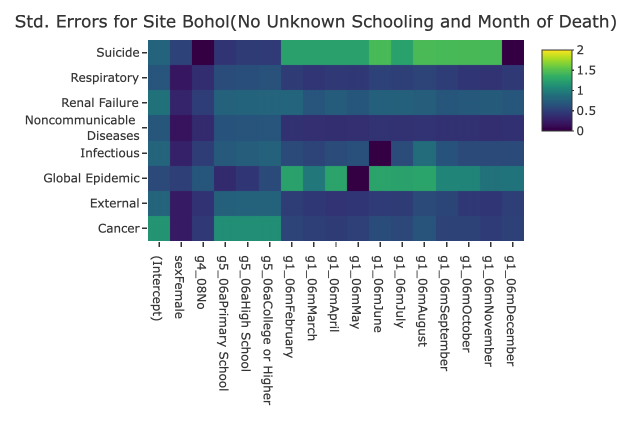 Std. Errors for Site Bohol(No Unknown Schooling and Month of Death)
Suicide
Respiratory
Renal Failure
Noncommunicable
Diseases
Infectious
Global Epidemic
External
Cancer
(Intercept)
sexFemale
g4_08No
g5_06aPrimary School
g5_06aHigh School
g5_06aCollege or Higher
g1_06mFebruary
g1_06mMarch
g1_06mApril
g1_06mMay
g1_06mJune
g1_06mJuly
g1_06mAugust
g1_06mSeptember
g1_06mOctober
g1_06mNovember
g1_06mDecember
2
1.5
1
0.5
0